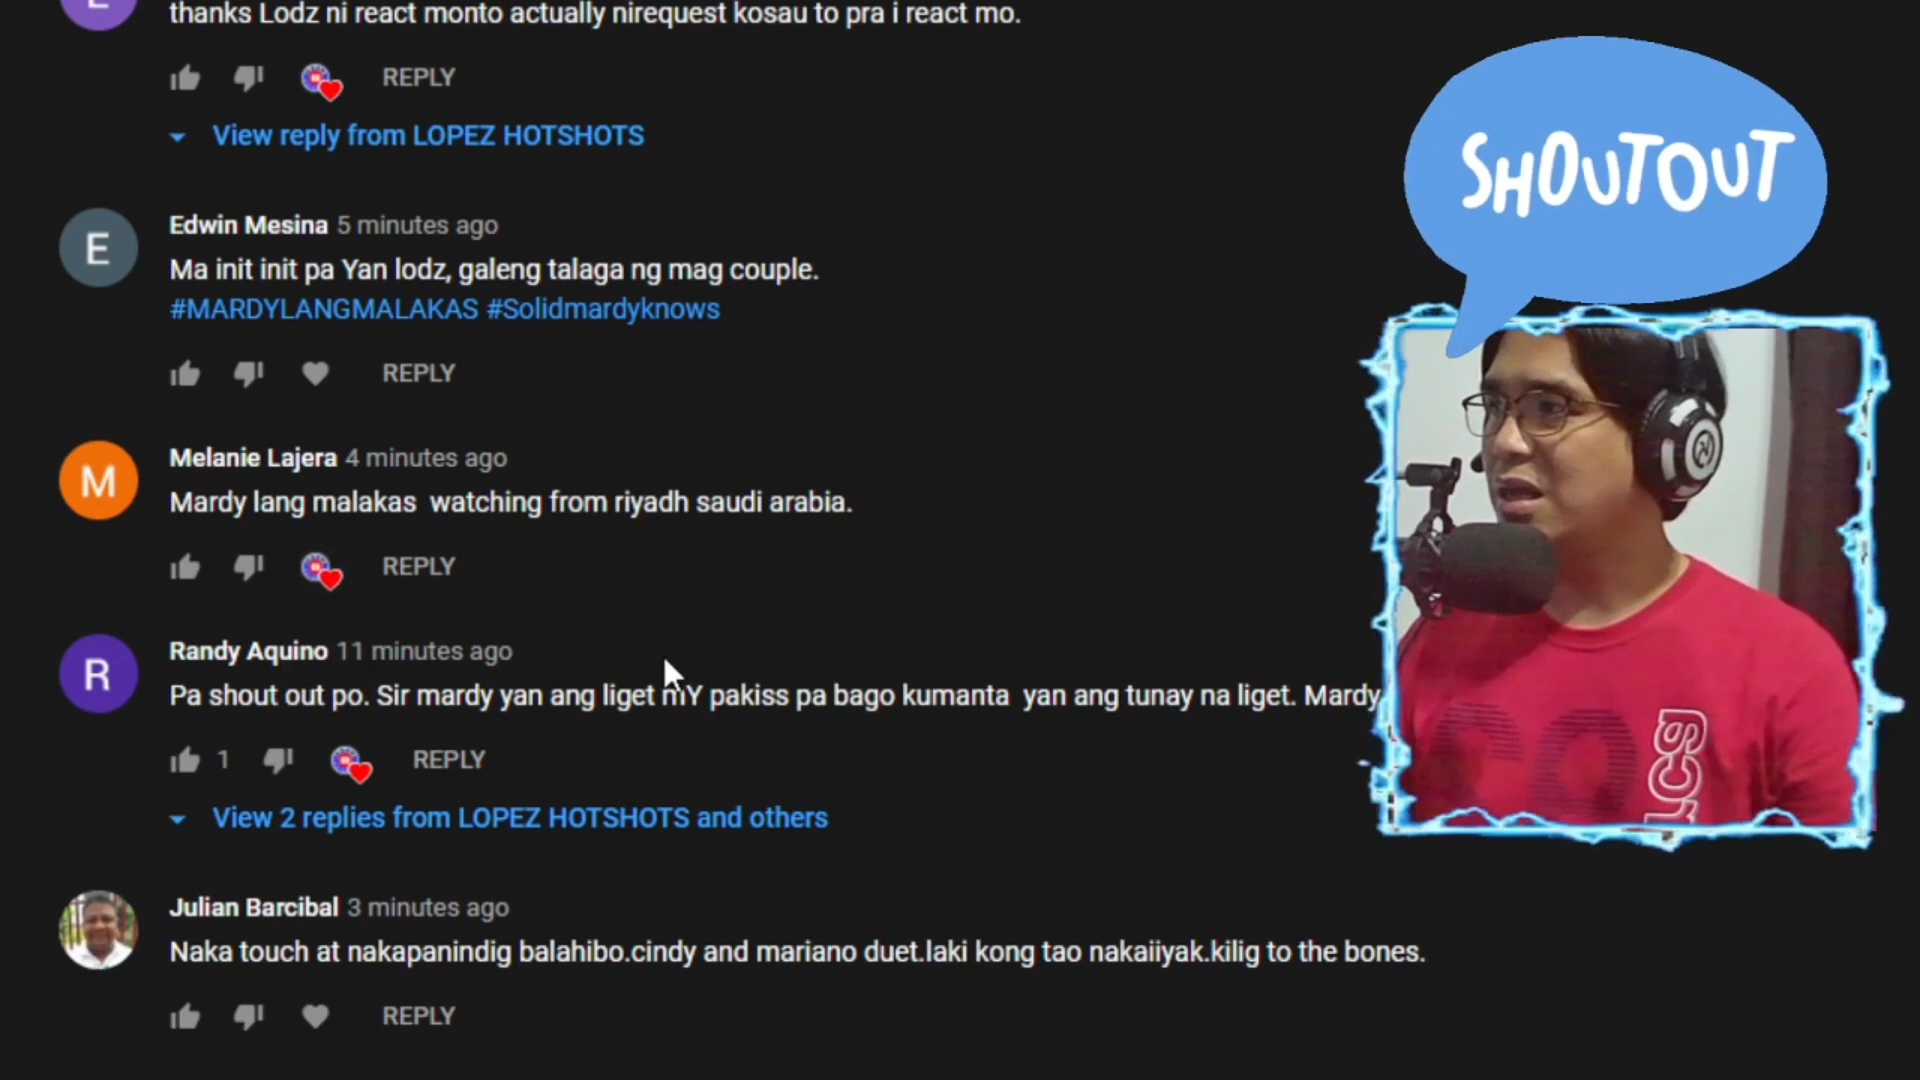 thanks Lodz ni react monto actually nirequest kosau to pra i react mo.
REPLY
View reply from LOPEZ HOTSHOTS
SHOUTOUT
E
Edwin Mesina 5 minutes ago
Ma init init pa Yan lodz, galeng talaga ng mag couple.
#MARDYLANGMALAKAS #Solidmardyknows
REPLY
M
Melanie Lajera 4 minutes ago
Mardy lang malakas watching from riyadh saudi arabia.
REPLY
R
Randy Aquino 11 minutes ago
Pa shout out po. Sir mardy yan ang liget mY pakiss pa bago kumanta yan ang tunay na liget. Mardy
1 REPLY
View 2 replies from LOPEZ HOTSHOTS and others
Julian Barcibal 3 minutes ago
Naka touch at nakapanindig balahibo.cindy and mariano duet.laki kong tao nakaiiyak.kilig to the bones.
REPLY